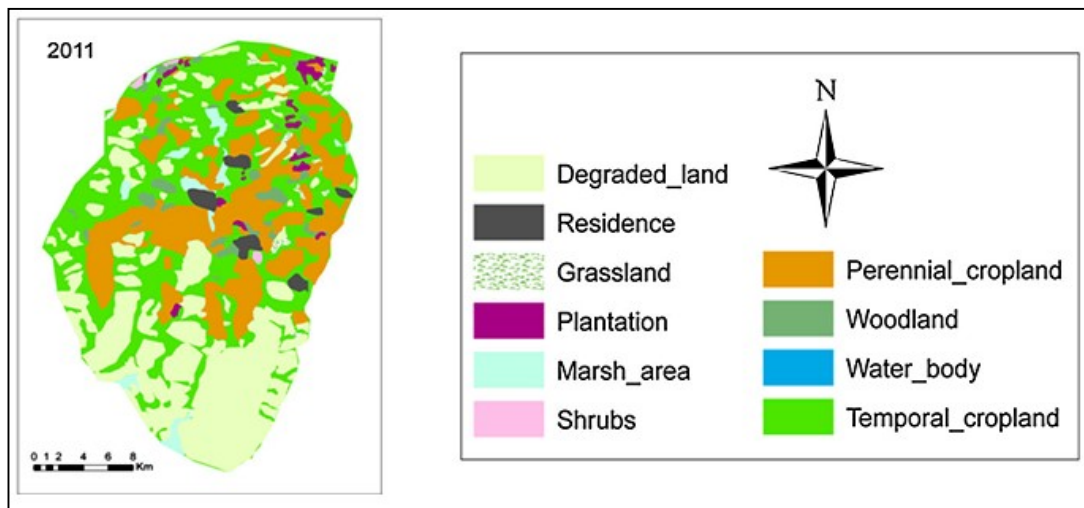 2011
0 1 2 4 6 8
Km
N
Degraded_land
Residence
Grassland
Plantation
Marsh_area
Shrubs
Perennial_cropland
Woodland
Water_body
Temporal_cropland